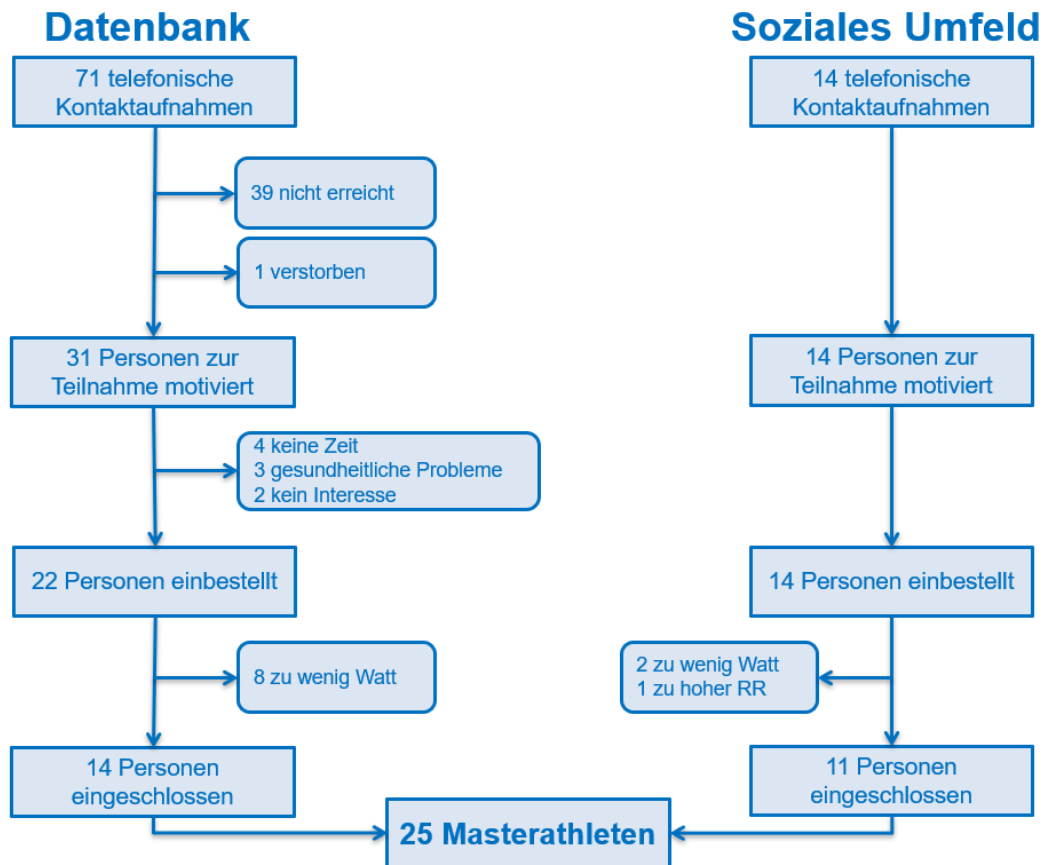 Datenbank
71 telefonische
Kontaktaufnahmen
39 nicht erreicht
1 verstorben
31 Personen zur
Teilnahme motiviert
4 keine Zeit
3 gesundheitliche Probleme
2 kein Interesse
22 Personen einbestellt
8 zu wenig Watt
14 Personen
eingeschlossen
Soziales Umfeld
14 telefonische
Kontaktaufnahmen
14 Personen zur
Teilnahme motiviert
14 Personen einbestellt
2 zu wenig Watt
1 zu hoher RR
11 Personen
eingeschlossen
25 Masterathleten